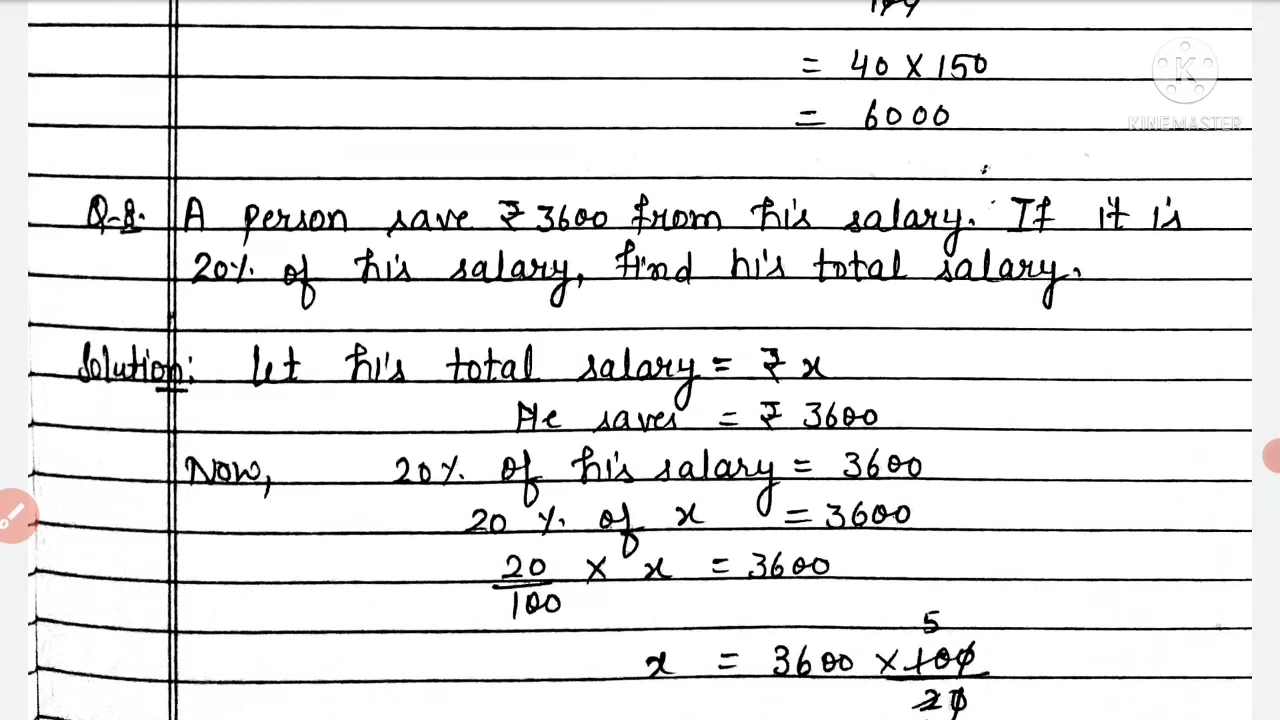 = 40 × 150
= 6000
KINEMASTER
Q-8. A person save ₹ 3600 from his salary. If it is
20% of his salary, find his total salary.
Solution: Let his total salary = ₹ x
He saves = ₹ 3600
Now, 20% of his salary = 3600
20 % of x = 3600
20/100 × x = 3600
5
x = 3600 × 100/20